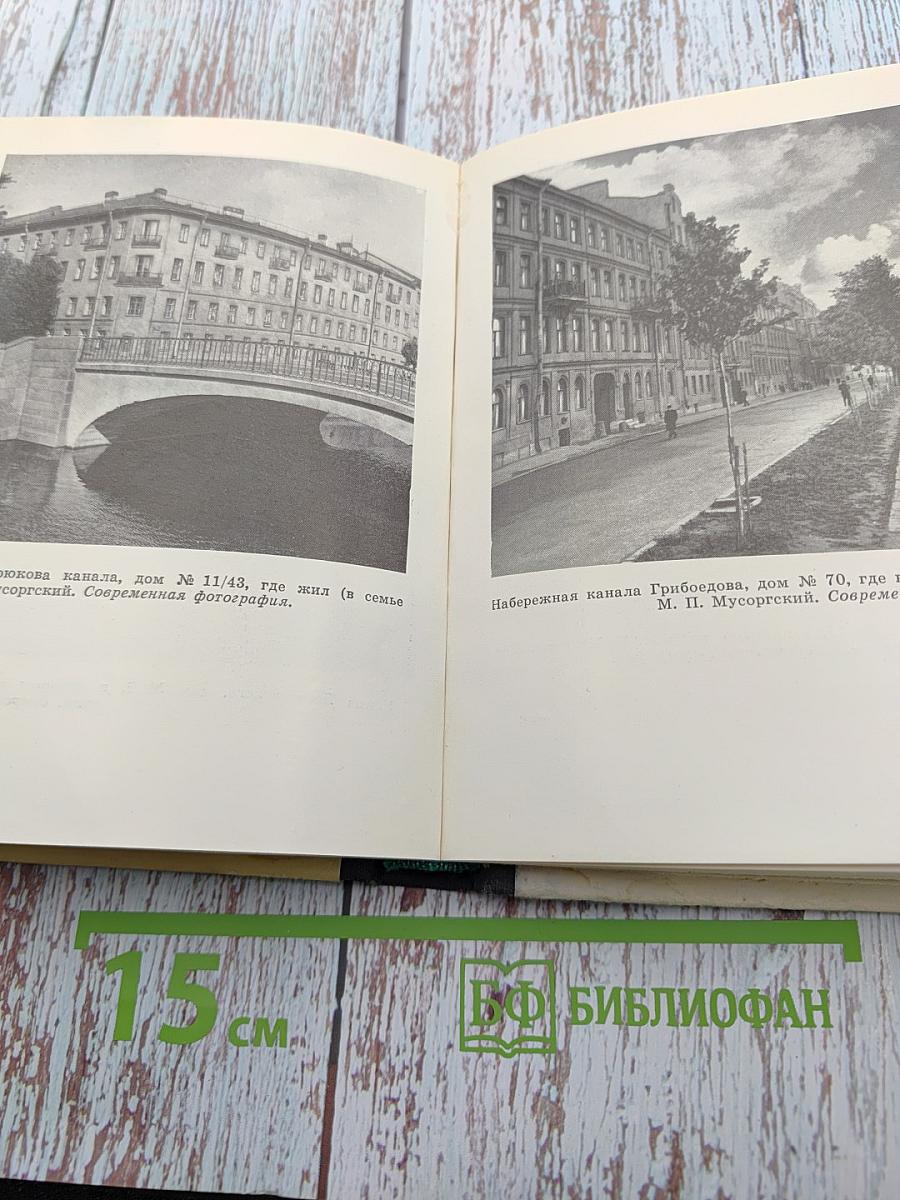 рюкова канала, дом № 11/43, где жил (в семье
усоргский. Современная фотография.
Набережная канала Грибоедова, дом № 70, где
М. П. Мусоргский. Совреме
15 см
БФ БИБЛИОФАН